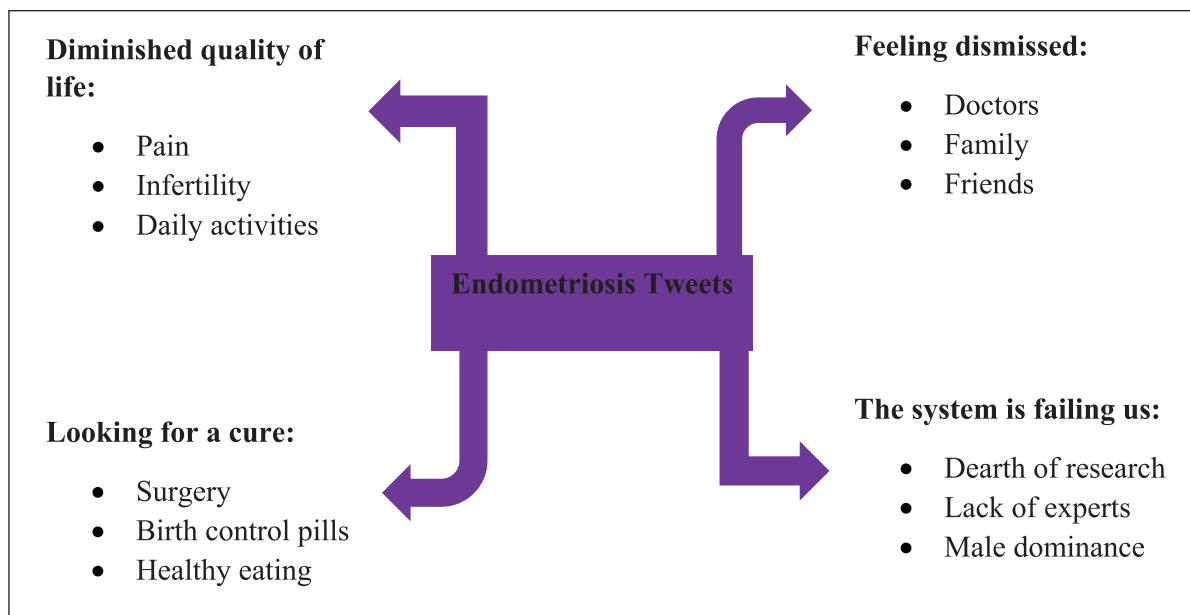 Diminished quality of
life:
● Pain
● Infertility
● Daily activities
Feeling dismissed:
● Doctors
● Family
● Friends
Endometriosis Tweets
Looking for a cure:
● Surgery
● Birth control pills
● Healthy eating
The system is failing us:
● Dearth of research
● Lack of experts
● Male dominance